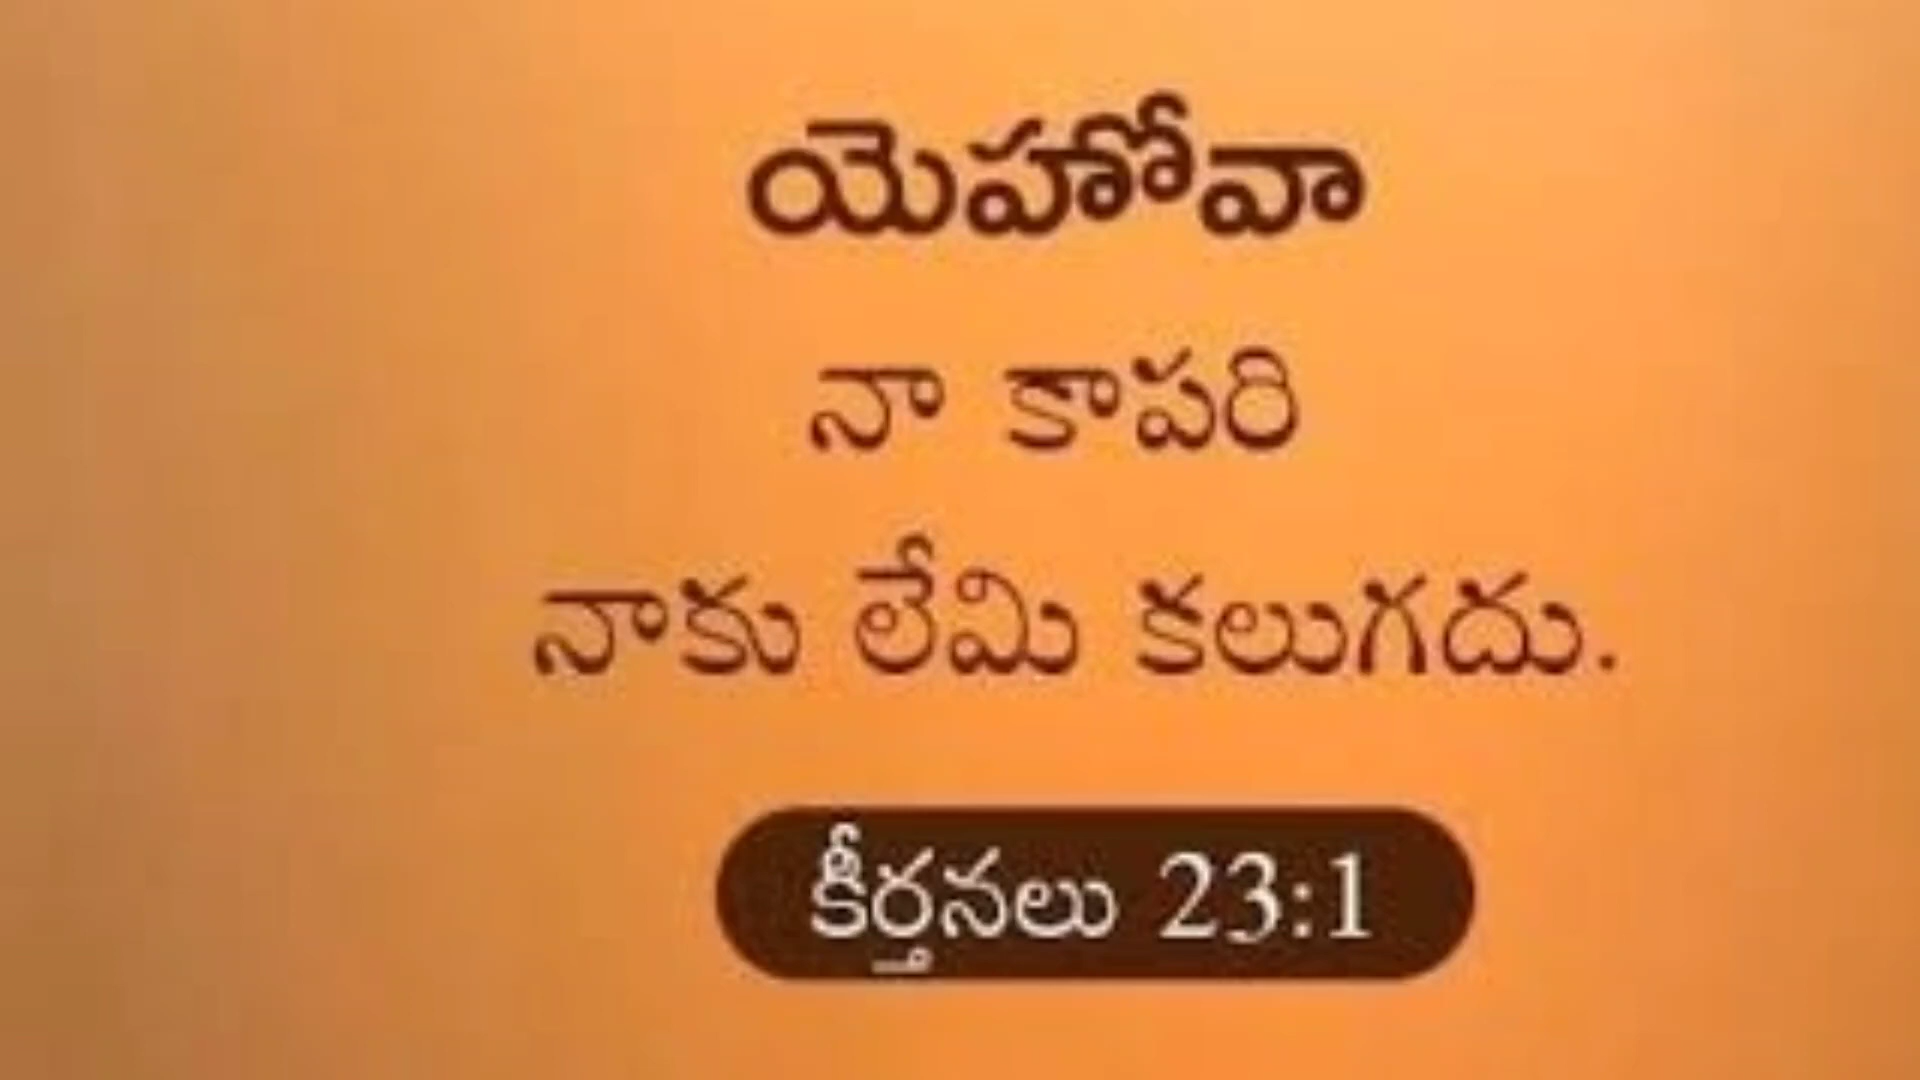 యెహోవా
నా కాపరి
నాకు లేమి కలుగదు.
కీర్తనలు 23:1